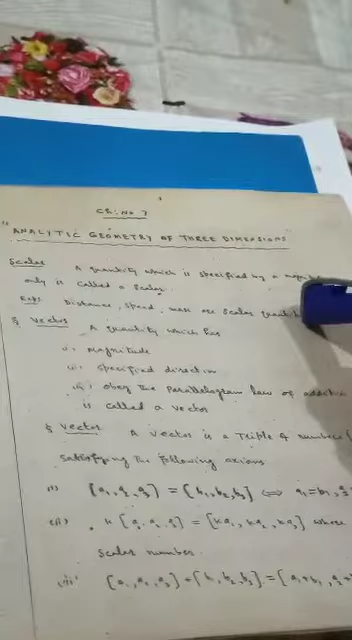 CH: NO 7
"ANALYTIC GEOMETRY OF THREE DIMENSIONS"
Scalar A quantity which is specified by a
only is called a Scalar.
Exps: Distance, Speed, mass are Scalar
§ Vector A quantity which has
(i) magnitude
(ii) specified direction
(iii) obey the parallelogram law of addition
is called a vector
§ Vector A vector is a Triple of numbers
satisfying the following axioms
(i) [a₁, a₂, a₃] = [b₁, b₂, b₃] ⟺ a₁ = b₁,
(ii) k[a₁, a₂, a₃] = [ka₁, ka₂, ka₃] where
Scalar number.
(iii) [a₁, a₂, a₃] + [b₁, b₂, b₃] = [a₁+b₁,